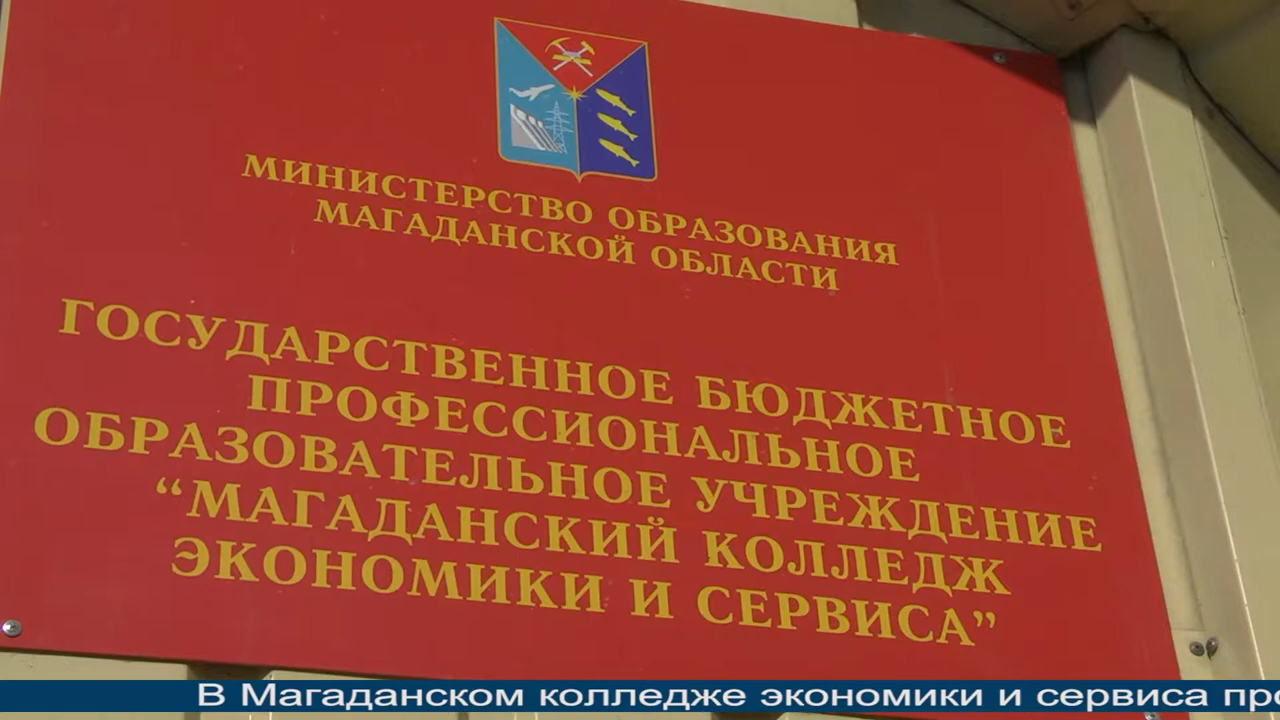 МИНИСТЕРСТВО ОБРАЗОВАНИЯ
МАГАДАНСКОЙ ОБЛАСТИ
ГОСУДАРСТВЕННОЕ БЮДЖЕТНОЕ
ПРОФЕССИОНАЛЬНОЕ
ОБРАЗОВАТЕЛЬНОЕ УЧРЕЖДЕНИЕ
“МАГАДАНСКИЙ КОЛЛЕДЖ
ЭКОНОМИКИ И СЕРВИСА”
В Магаданском колледже экономики и сервиса